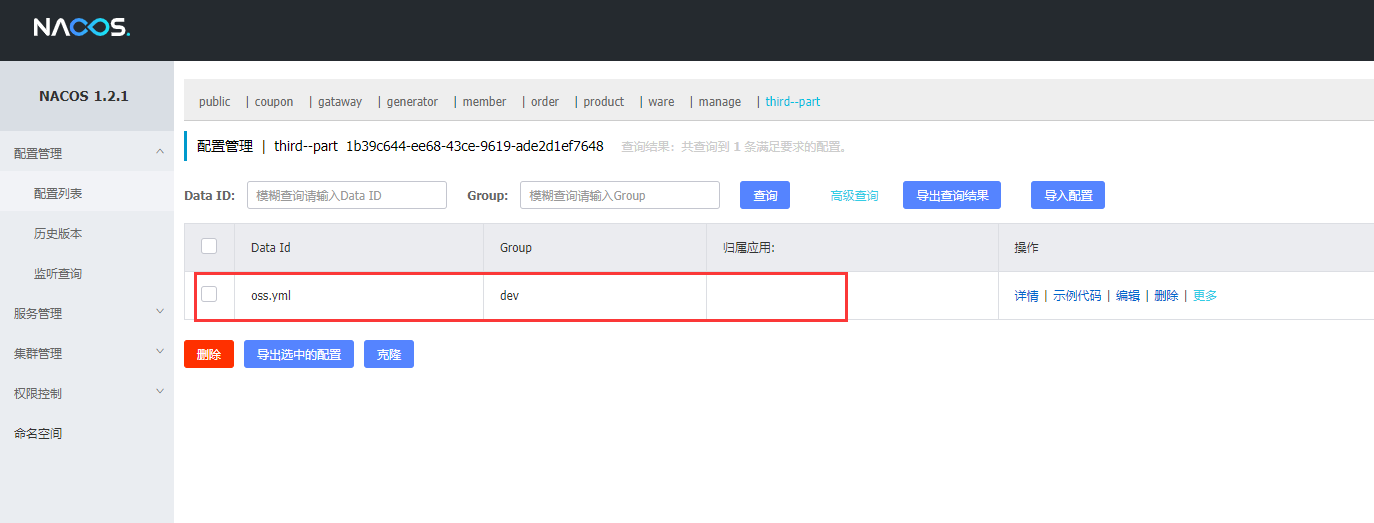 NACOS.
NACOS 1.2.1
配置管理
配置列表
历史版本
监听查询
服务管理
集群管理
权限控制
命名空间
public | coupon | gataway | generator | member | order | product | ware | manage | third--part
配置管理 | third--part 1b39c644-ee68-43ce-9619-ade2d1ef7648 查询结果：共查询到 1 条满足要求的配置。
Data ID: 模糊查询请输入Data ID Group: 模糊查询请输入Group 查询 高级查询 导出查询结果 导入配置
Data Id Group 归属应用: 操作
oss.yml dev 详情 | 示例代码 | 编辑 | 删除 | 更多
删除 导出选中的配置 克隆